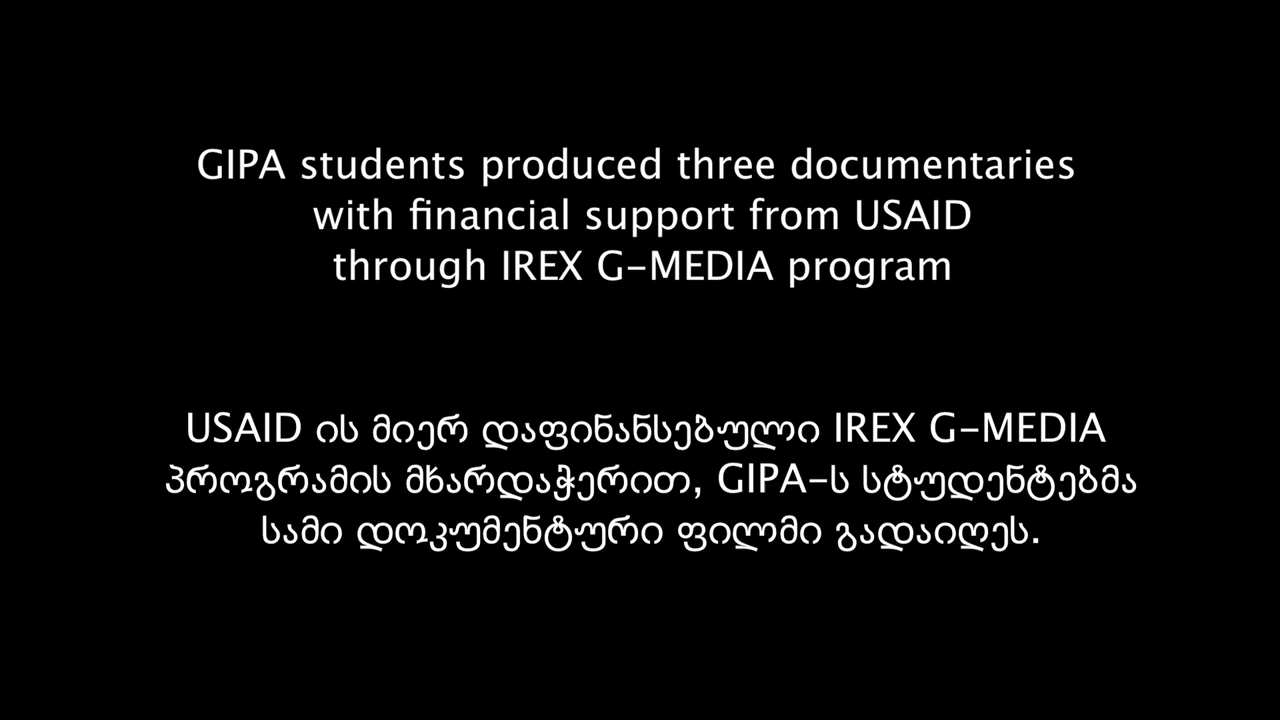 GIPA students produced three documentaries
with financial support from USAID
through IREX G-MEDIA program
USAID ის მიერ დაფინანსებული IREX G-MEDIA
პროგრამის მხარდაჭერით, GIPA-ს სტუდენტებმა
სამი დოკუმენტური ფილმი გადაიღეს.